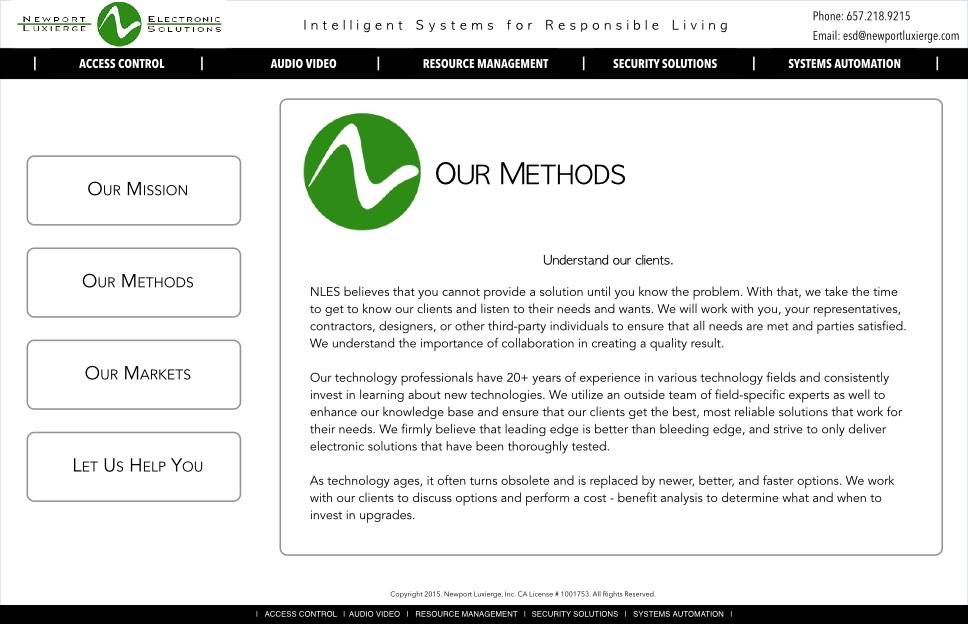 NEWPORT LUXIERGE ELECTRONIC SOLUTIONS
Intelligent Systems for Responsible Living
Phone: 657.218.9215
Email: esd@newportluxierge.com
| ACCESS CONTROL | AUDIO VIDEO | RESOURCE MANAGEMENT | SECURITY SOLUTIONS | SYSTEMS AUTOMATION |
OUR MISSION
OUR METHODS
OUR MARKETS
LET US HELP YOU
OUR METHODS
Understand our clients.
NLES believes that you cannot provide a solution until you know the problem. With that, we take the time
to get to know our clients and listen to their needs and wants. We will work with you, your representatives,
contractors, designers, or other third-party individuals to ensure that all needs are met and parties satisfied.
We understand the importance of collaboration in creating a quality result.
Our technology professionals have 20+ years of experience in various technology fields and consistently
invest in learning about new technologies. We utilize an outside team of field-specific experts as well to
enhance our knowledge base and ensure that our clients get the best, most reliable solutions that work for
their needs. We firmly believe that leading edge is better than bleeding edge, and strive to only deliver
electronic solutions that have been thoroughly tested.
As technology ages, it often turns obsolete and is replaced by newer, better, and faster options. We work
with our clients to discuss options and perform a cost - benefit analysis to determine what and when to
invest in upgrades.
Copyright 2015. Newport Luxierge, Inc. CA License # 1001753. All Rights Reserved.
| ACCESS CONTROL | AUDIO VIDEO | RESOURCE MANAGEMENT | SECURITY SOLUTIONS | SYSTEMS AUTOMATION |